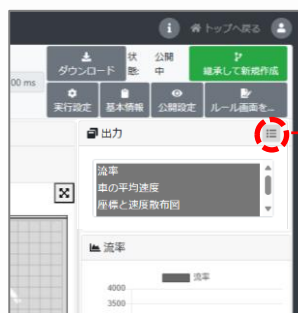 i トップへ戻る
ダウンロード 状態: 公開中 継承して新規作成
00 ms
実行設定 基本情報 公開設定 ルール画面を...
出力
流率
車の平均速度
座標と速度散布図
流率
流率
4000
3500